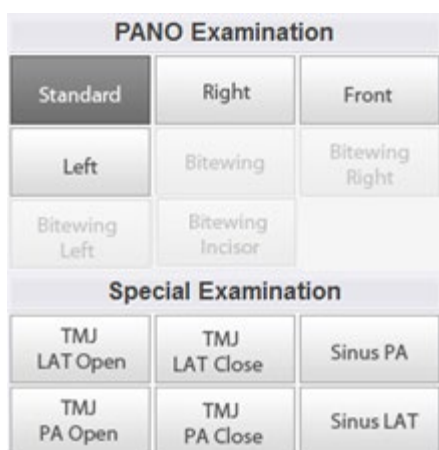 PANO Examination
Standard
Right
Front
Left
Bitewing
Bitewing
Right
Bitewing
Left
Bitewing
Incisor
Special Examination
TMJ
LAT Open
TMJ
LAT Close
Sinus PA
TMJ
PA Open
TMJ
PA Close
Sinus LAT